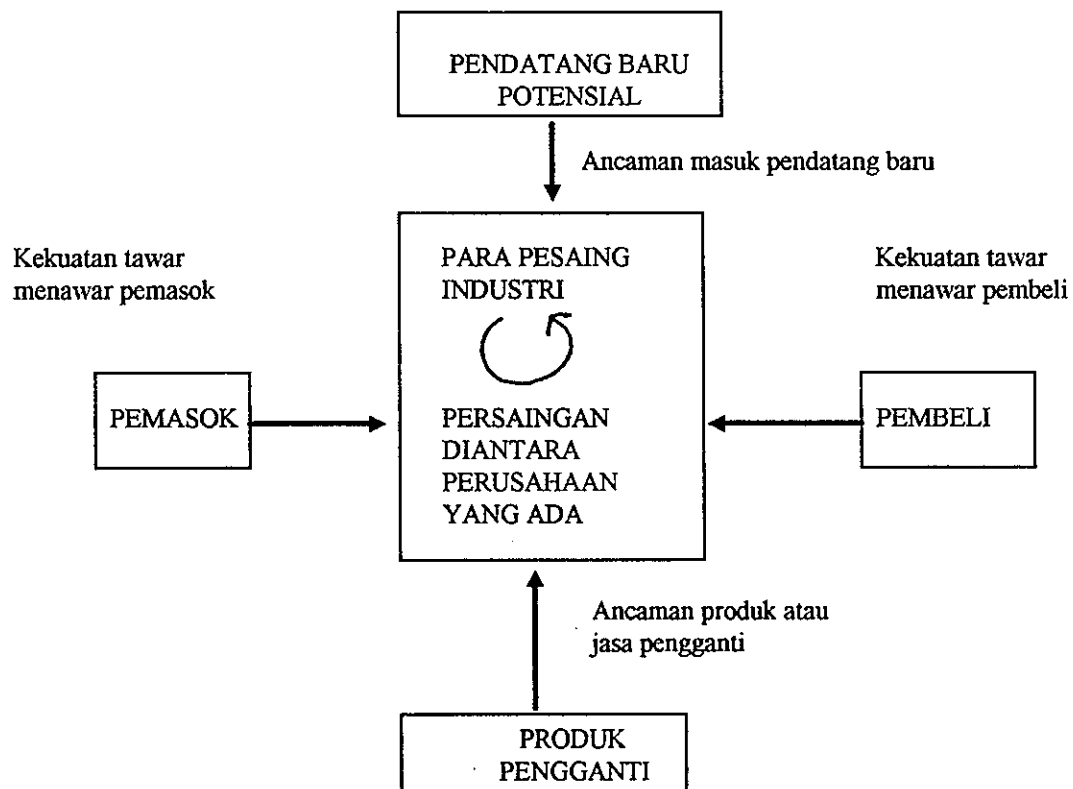 PENDATANG BARU
POTENSIAL
Ancaman masuk pendatang baru
Kekuatan tawar
menawar pemasok
PARA PESAING
INDUSTRI
Kekuatan tawar
menawar pembeli
PEMASOK
PERSAINGAN
DIANTARA
PERUSAHAAN
YANG ADA
PEMBELI
Ancaman produk atau
jasa pengganti
PRODUK
PENGGANTI